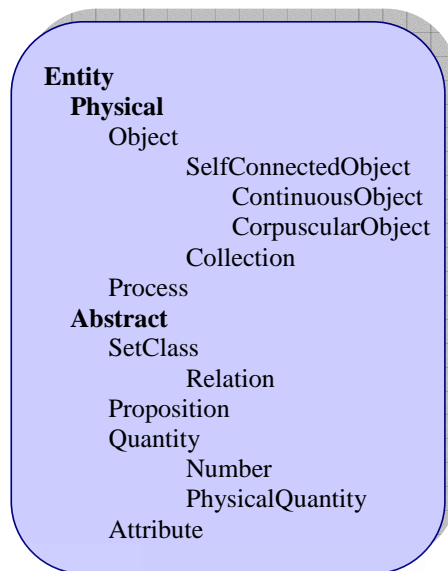 Entity
Physical
Object
SelfConnectedObject
ContinuousObject
CorpuscularObject
Collection
Process
Abstract
SetClass
Relation
Proposition
Quantity
Number
PhysicalQuantity
Attribute